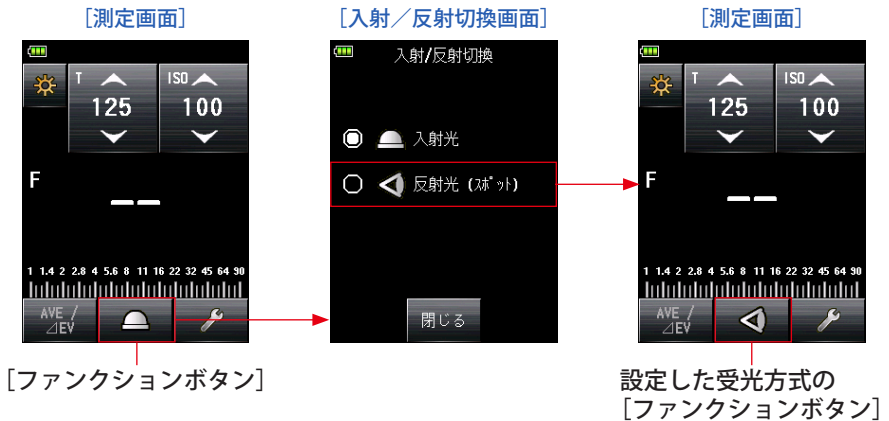 ［測定画面］
T
ISO
125
100
F
1 1.4 2 2.8 4 5.6 8 11 16 22 32 45 64 90
AVE /
⊿EV
［ファンクションボタン］
［入射／反射切換画面］
入射/反射切換
入射光
反射光 (ｽﾎﾟｯﾄ)
閉じる
［測定画面］
T
ISO
125
100
F
1 1.4 2 2.8 4 5.6 8 11 16 22 32 45 64 90
AVE /
⊿EV
設定した受光方式の
［ファンクションボタン］